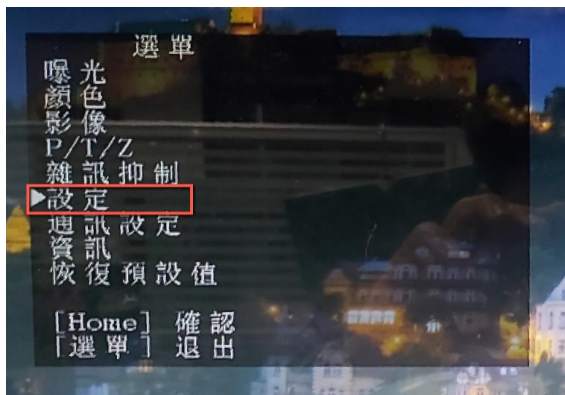 選單
曝光
顏色
影像
P/T/Z
雜訊抑制
▶設定
通訊設定
資訊
恢復預設值
[Home] 確認
[選單] 退出